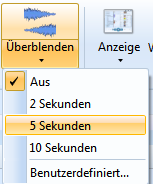 Überblenden
Anzeige
Aus
2 Sekunden
5 Sekunden
10 Sekunden
Benutzerdefiniert...